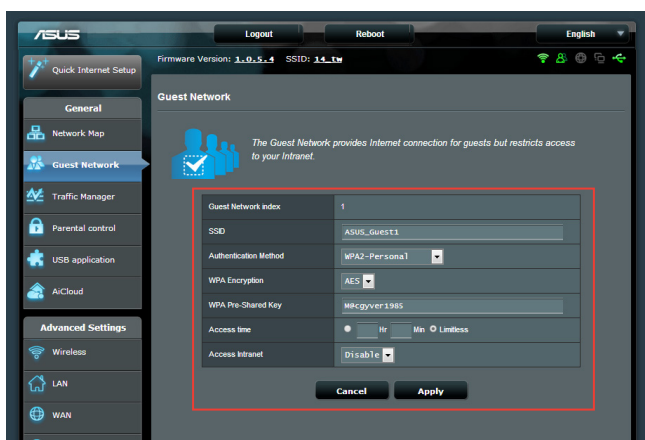 ASUS
Logout
Reboot
English
Quick Internet Setup
Firmware Version: 1.0.5.4 SSID: 14_tw
General
Network Map
Guest Network
Traffic Manager
Parental control
USB application
AiCloud
Advanced Settings
Wireless
LAN
WAN
Guest Network
The Guest Network provides Internet connection for guests but restricts access
to your Intranet.
Guest Network index 1
SSID ASUS_Guest1
Authentication Method WPA2-Personal
WPA Encryption AES
WPA Pre-Shared Key M@cgyver1985
Access time Hr Min Limitless
Access Intranet Disable
Cancel Apply